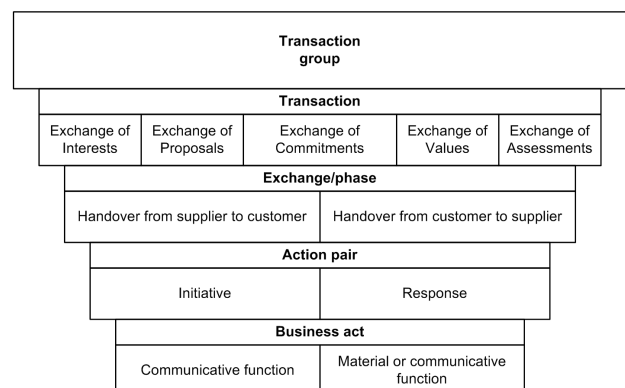 Transaction
group
Transaction
Exchange of
Interests
Exchange of
Proposals
Exchange of
Commitments
Exchange of
Values
Exchange of
Assessments
Exchange/phase
Handover from supplier to customer
Handover from customer to supplier
Action pair
Initiative
Response
Business act
Communicative function
Material or communicative
function